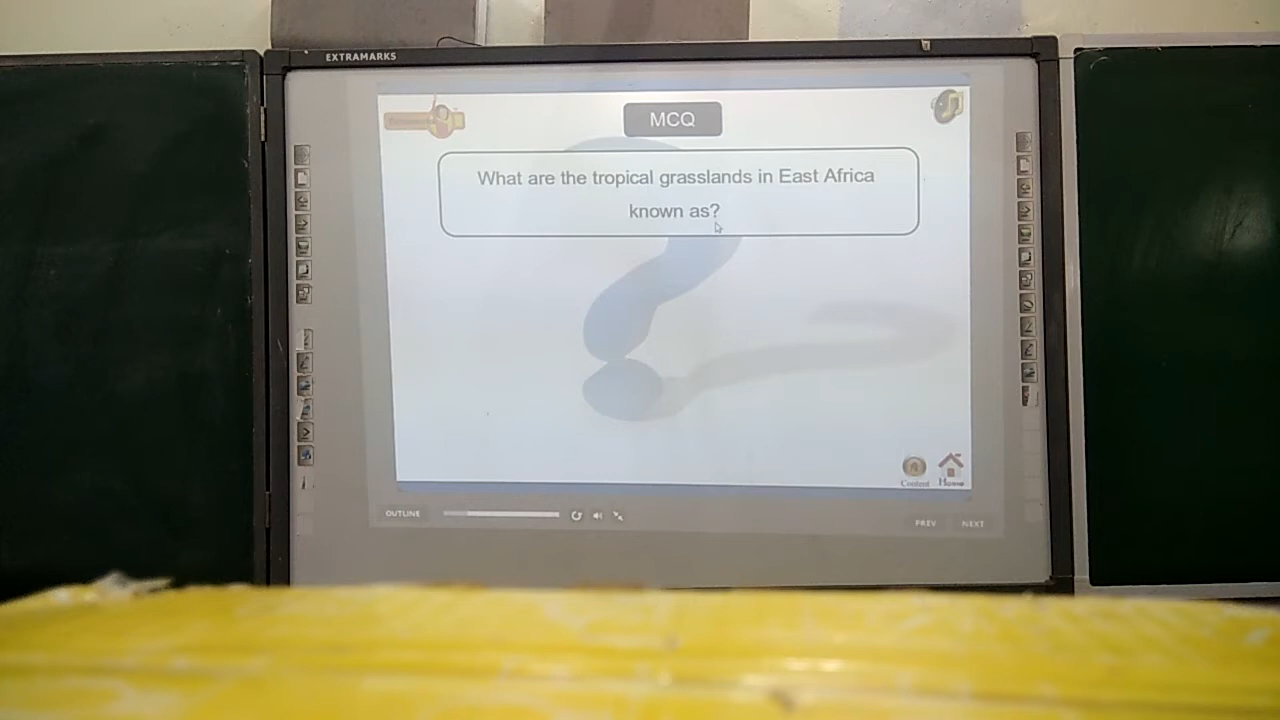 EXTRAMARKS
MCQ
What are the tropical grasslands in East Africa
known as?
Content Home
OUTLINE
PREV NEXT